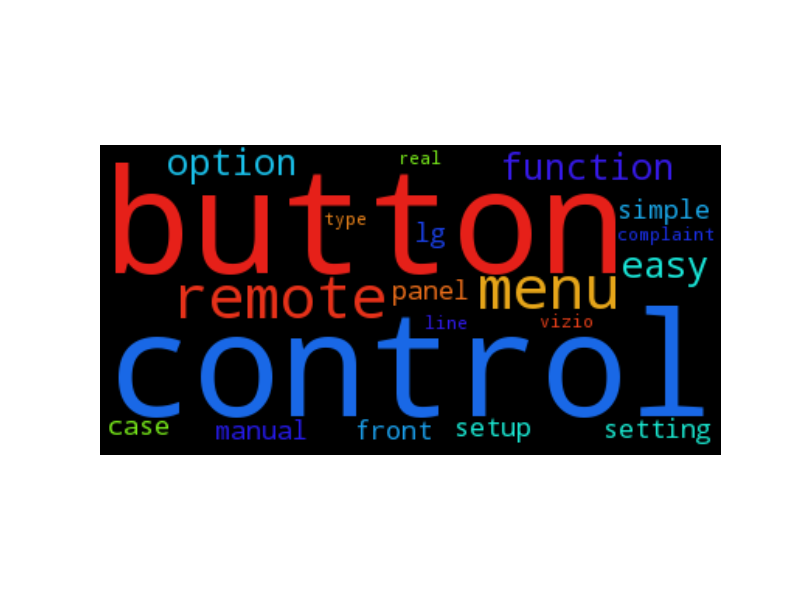 option real function
button
type lg simple
complaint
easy
remote panel menu
line vizio
control
case manual front setup setting